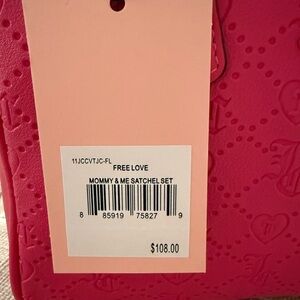 11JCCVTJC-FL
FREE LOVE
MOMMY & ME SATCHEL SET
8 85919 75827 9
$108.00